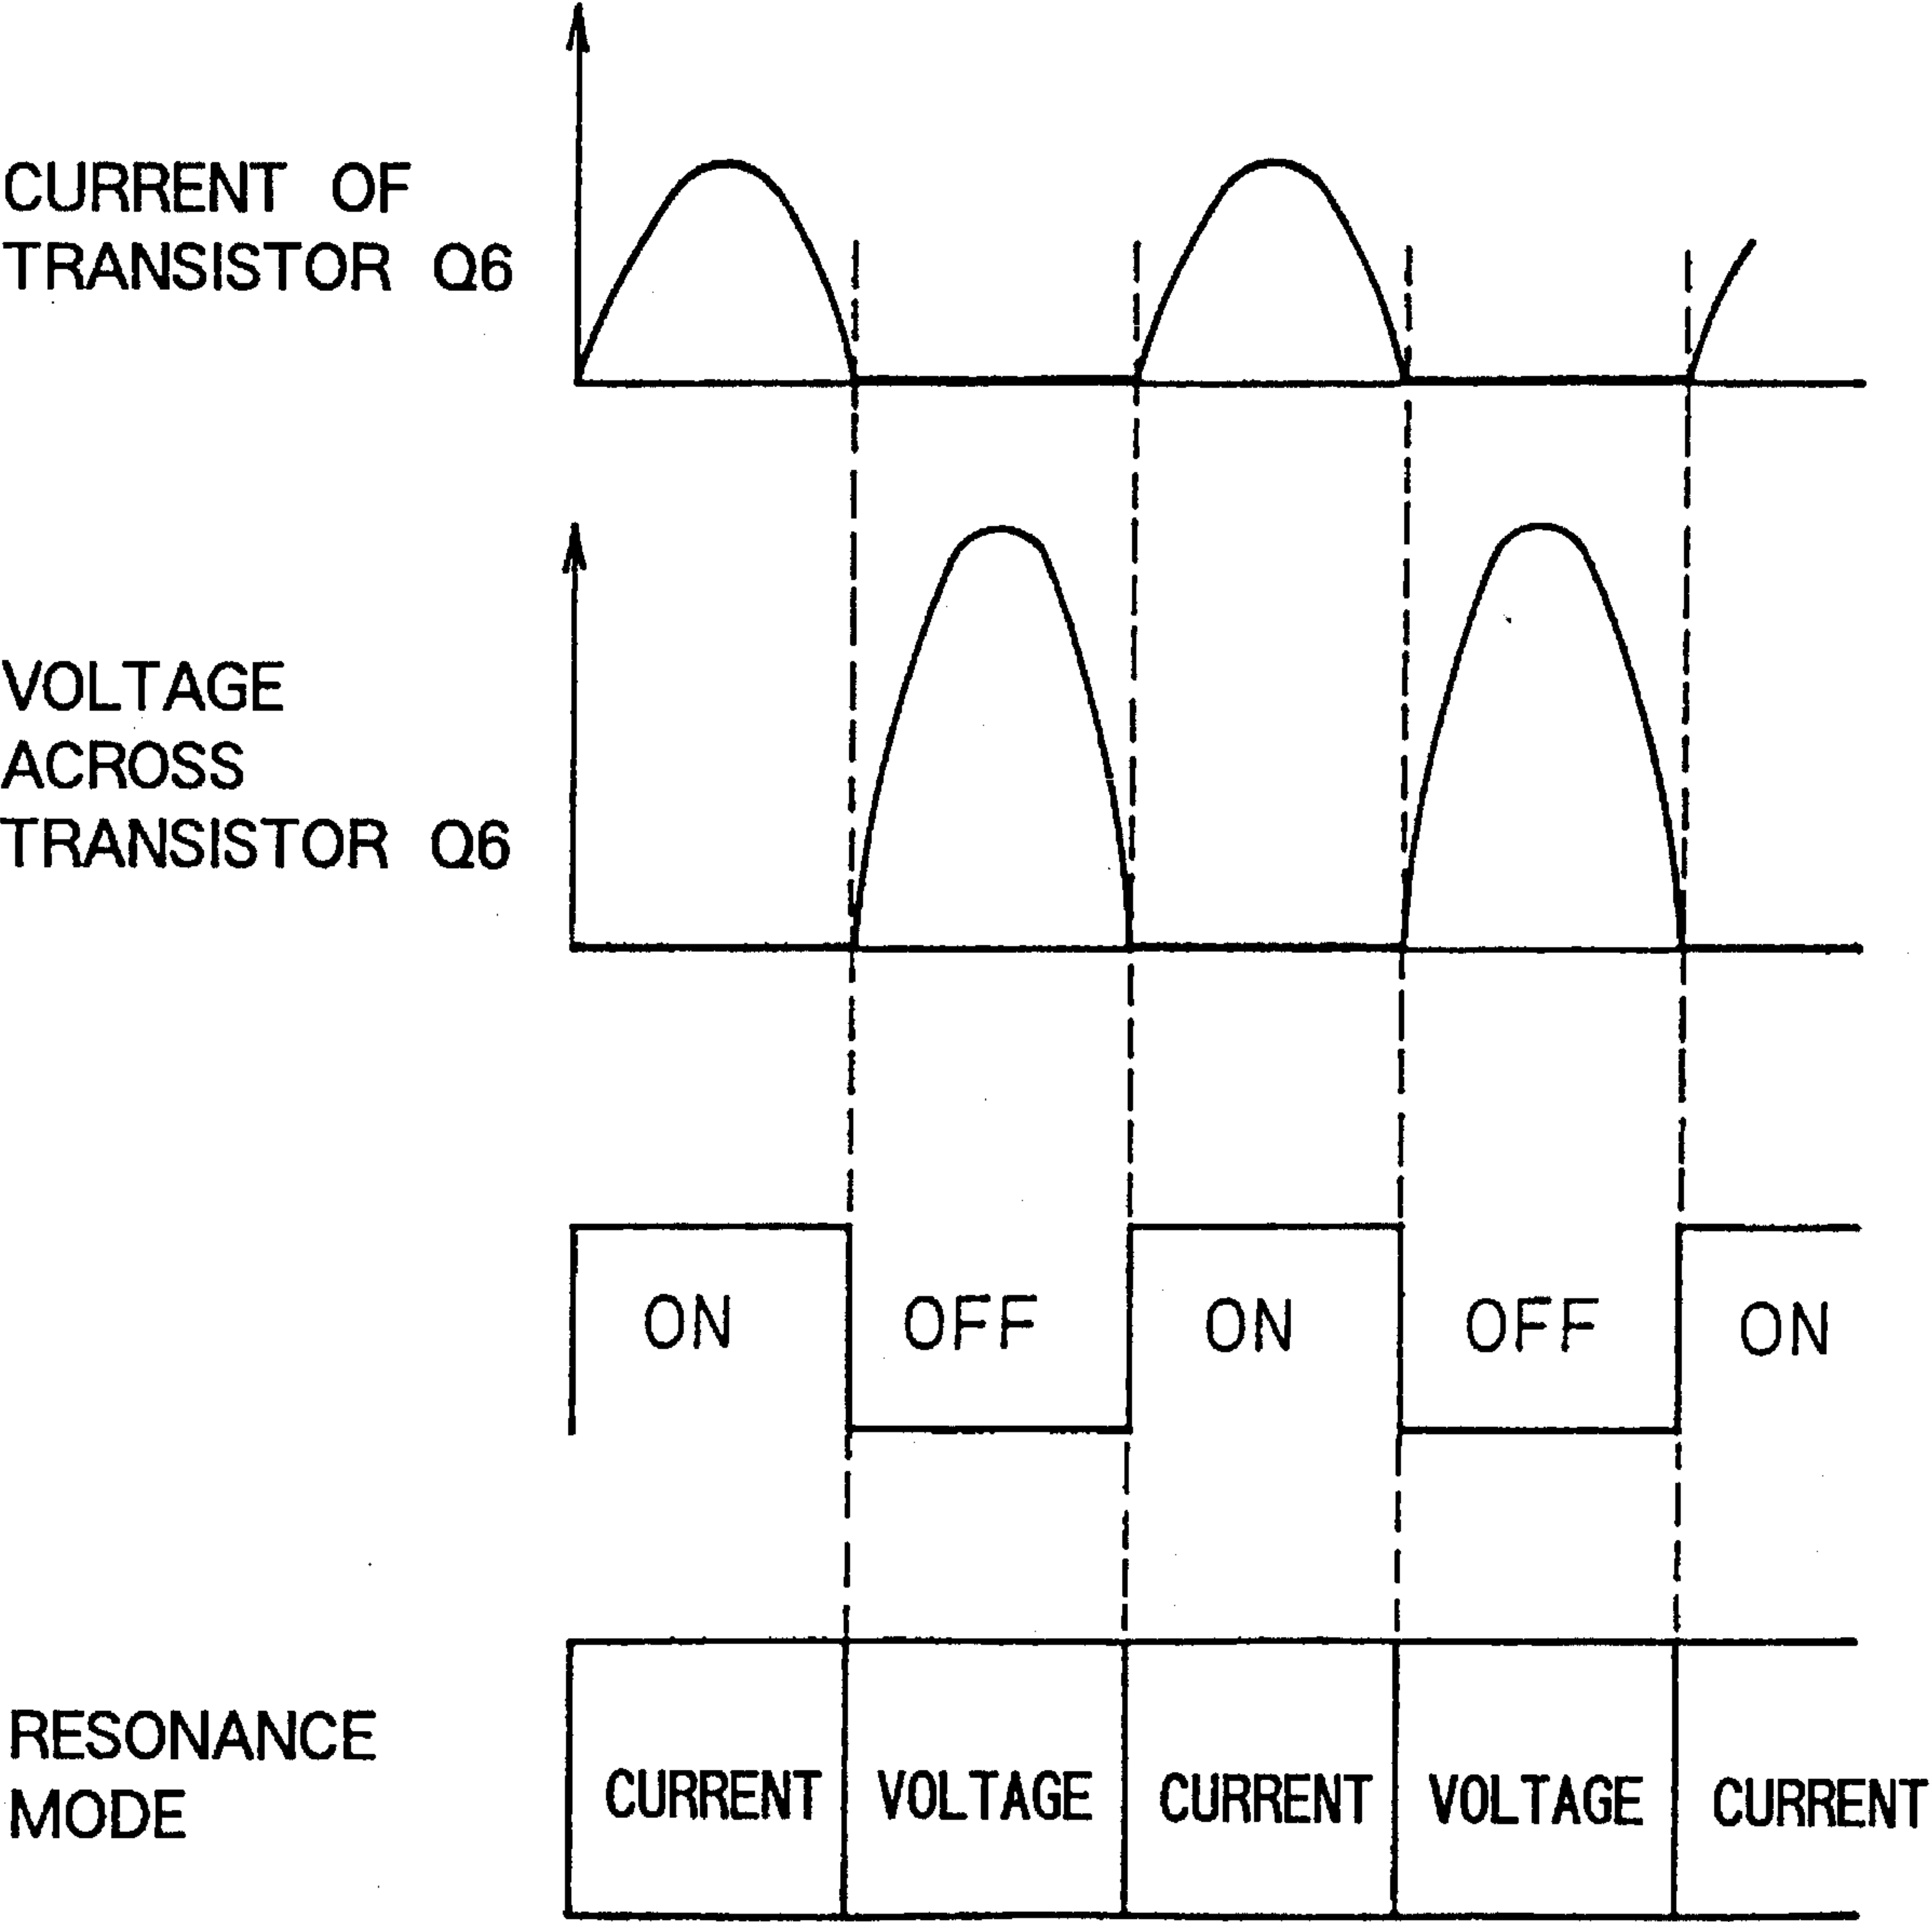 CURRENT OF
TRANSISTOR Q6
VOLTAGE
ACROSS
TRANSISTOR Q6
ON OFF ON OFF ON
RESONANCE
MODE
CURRENT VOLTAGE CURRENT VOLTAGE CURRENT